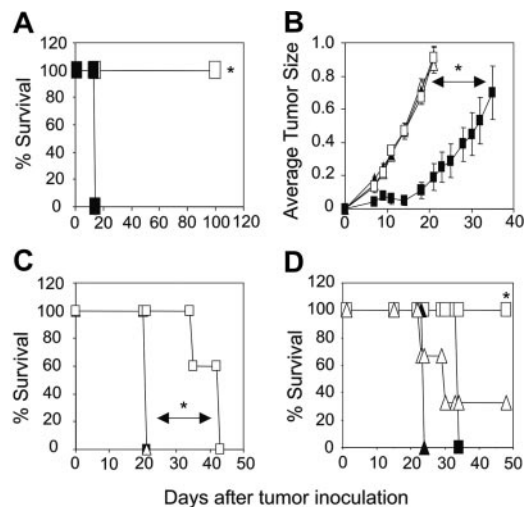 A
% Survival
120
100
80
60
40
20
0
0 20 40 60 80 100 120
*
B
Average Tumor Size
1.0
0.8
0.6
0.4
0.2
0
0 10 20 30 40
*
C
% Survival
120
100
80
60
40
20
0
0 10 20 30 40 50
*
D
% Survival
120
100
80
60
40
20
0
0 10 20 30 40 50
*
Days after tumor inoculation